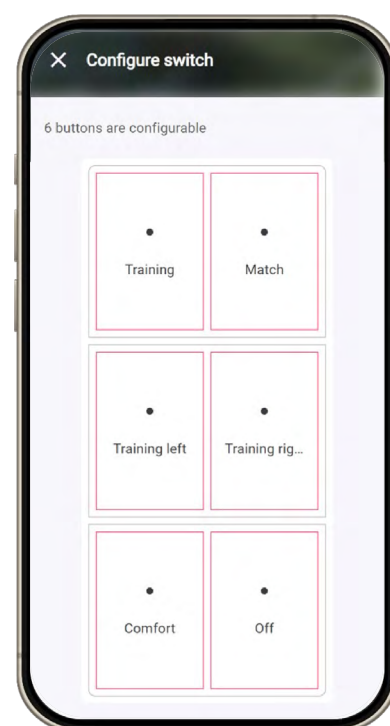 Configure switch
6 buttons are configurable
Training Match
Training left Training rig...
Comfort Off